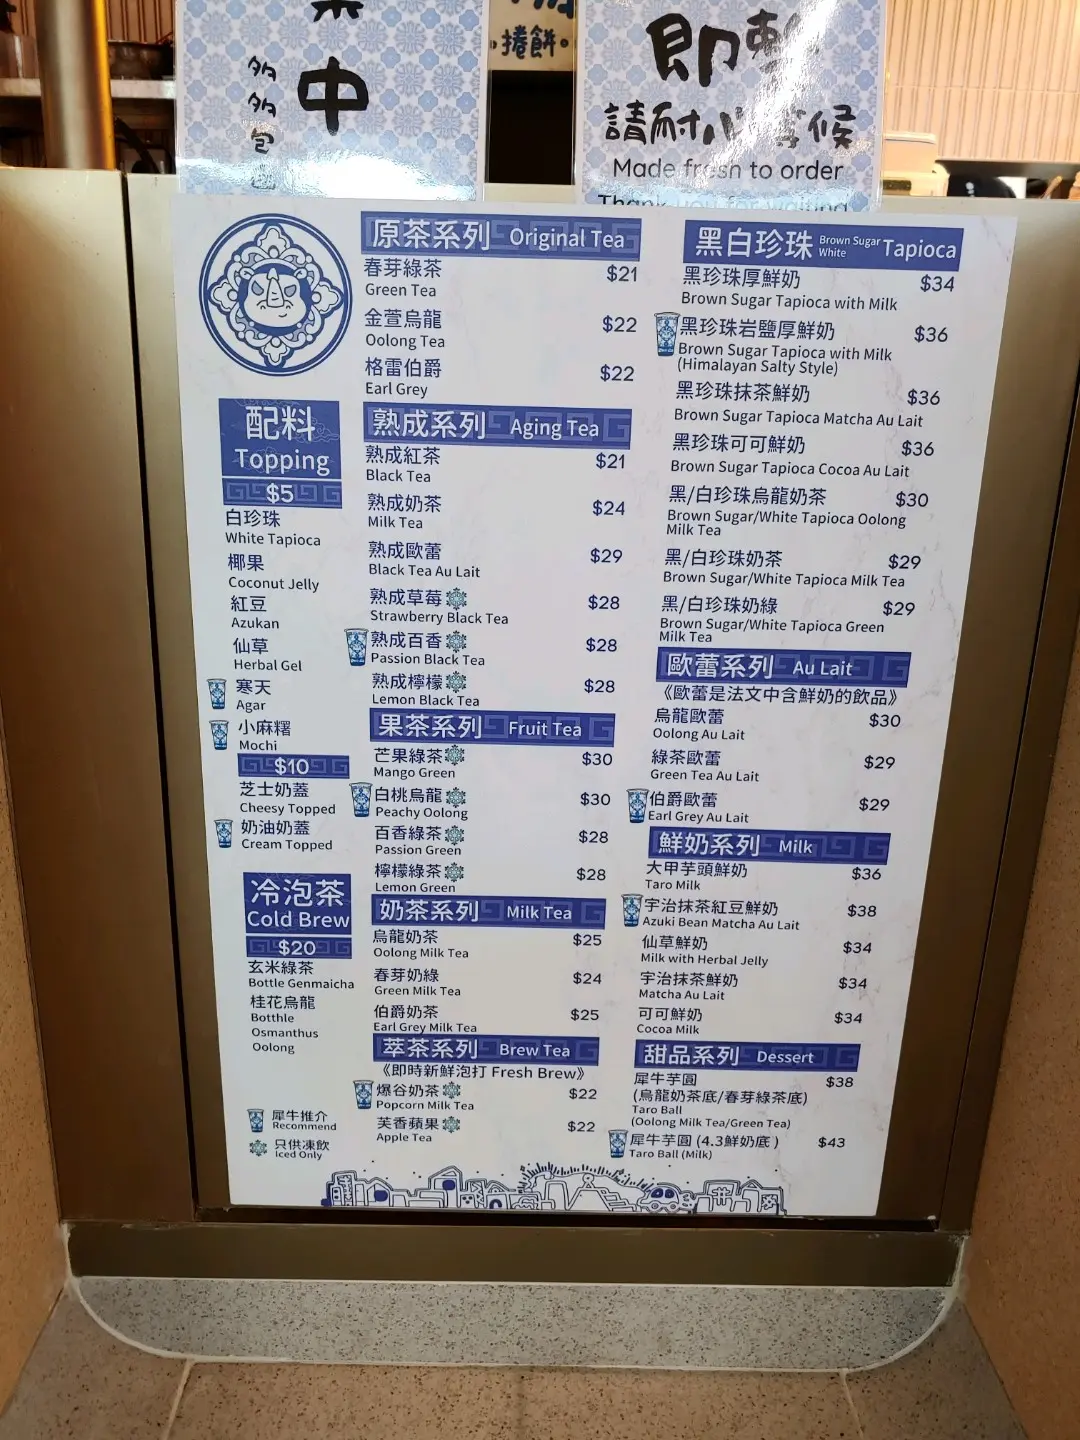 中
多
多
包
捲餅
即
請耐 候
Made fresh to order
Thank you for waiting
原茶系列 Original Tea
春芽綠茶 $21
Green Tea
金萱烏龍 $22
Oolong Tea
格雷伯爵 $22
Earl Grey
熟成系列 Aging Tea
熟成紅茶 $21
Black Tea
熟成奶茶 $24
Milk Tea
熟成歐蕾 $29
Black Tea Au Lait
熟成草莓 $28
Strawberry Black Tea
熟成百香 $28
Passion Black Tea
熟成檸檬 $28
Lemon Black Tea
果茶系列 Fruit Tea
芒果綠茶 $30
Mango Green
白桃烏龍 $30
Peachy Oolong
百香綠茶 $28
Passion Green
檸檬綠茶 $28
Lemon Green
奶茶系列 Milk Tea
烏龍奶茶 $25
Oolong Milk Tea
春芽奶綠 $24
Green Milk Tea
伯爵奶茶 $25
Earl Grey Milk Tea
萃茶系列 Brew Tea
《即時新鮮泡打 Fresh Brew》
爆谷奶茶 $22
Popcorn Milk Tea
芙香蘋果 $22
Apple Tea
配料
Topping
$5
白珍珠
White Tapioca
椰果
Coconut Jelly
紅豆
Azukan
仙草
Herbal Gel
寒天
Agar
小麻糬
Mochi
$10
芝士奶蓋
Cheesy Topped
奶油奶蓋
Cream Topped
冷泡茶
Cold Brew
$20
玄米綠茶
Bottle Genmaicha
桂花烏龍
Botthle
Osmanthus
Oolong
犀牛推介
Recommend
只供凍飲
Iced Only
黑白珍珠 Brown Sugar White Tapioca
黑珍珠厚鮮奶 $34
Brown Sugar Tapioca with Milk
黑珍珠岩鹽厚鮮奶 $36
Brown Sugar Tapioca with Milk
(Himalayan Salty Style)
黑珍珠抹茶鮮奶 $36
Brown Sugar Tapioca Matcha Au Lait
黑珍珠可可鮮奶 $36
Brown Sugar Tapioca Cocoa Au Lait
黑/白珍珠烏龍奶茶 $30
Brown Sugar/White Tapioca Oolong
Milk Tea
黑/白珍珠奶茶 $29
Brown Sugar/White Tapioca Milk Tea
黑/白珍珠奶綠 $29
Brown Sugar/White Tapioca Green
Milk Tea
歐蕾系列 Au Lait
《歐蕾是法文中含鮮奶的飲品》
烏龍歐蕾 $30
Oolong Au Lait
綠茶歐蕾 $29
Green Tea Au Lait
伯爵歐蕾 $29
Earl Grey Au Lait
鮮奶系列 Milk
大甲芋頭鮮奶 $36
Taro Milk
宇治抹茶紅豆鮮奶 $38
Azuki Bean Matcha Au Lait
仙草鮮奶 $34
Milk with Herbal Jelly
宇治抹茶鮮奶 $34
Matcha Au Lait
可可鮮奶 $34
Cocoa Milk
甜品系列 Dessert
犀牛芋圓 $38
(烏龍奶茶底/春芽綠茶底)
Taro Ball
(Oolong Milk Tea/Green Tea)
犀牛芋圓 (4.3鮮奶底 ) $43
Taro Ball (Milk)